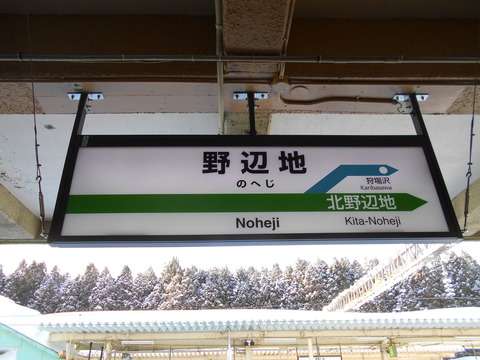 野辺地
のへじ
狩場沢
Karibasawa
北野辺地
Noheji
Kita-Noheji